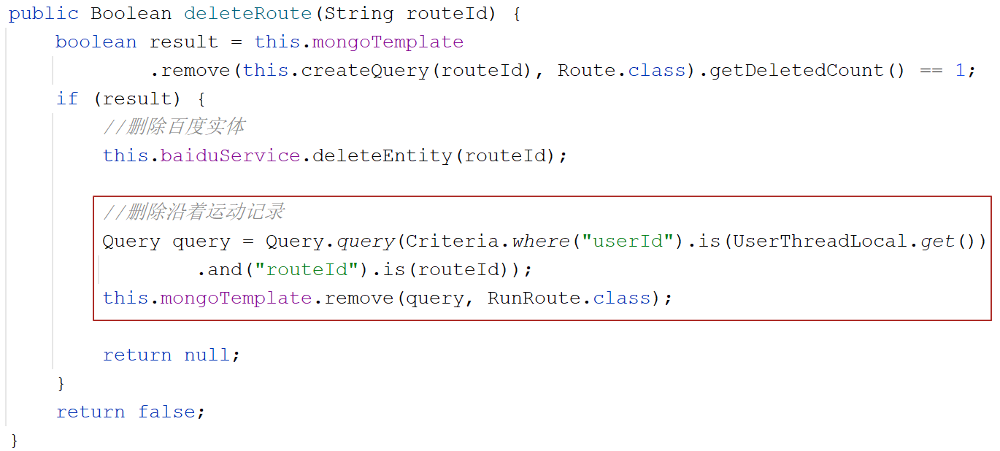 public Boolean deleteRoute(String routeId) {
    boolean result = this.mongoTemplate
            .remove(this.createQuery(routeId), Route.class).getDeletedCount() == 1;
    if (result) {
        //删除百度实体
        this.baiduService.deleteEntity(routeId);
        //删除沿着运动记录
        Query query = Query.query(Criteria.where("userId").is(UserThreadLocal.get())
                .and("routeId").is(routeId));
        this.mongoTemplate.remove(query, RunRoute.class);
        return null;
    }
    return false;
}